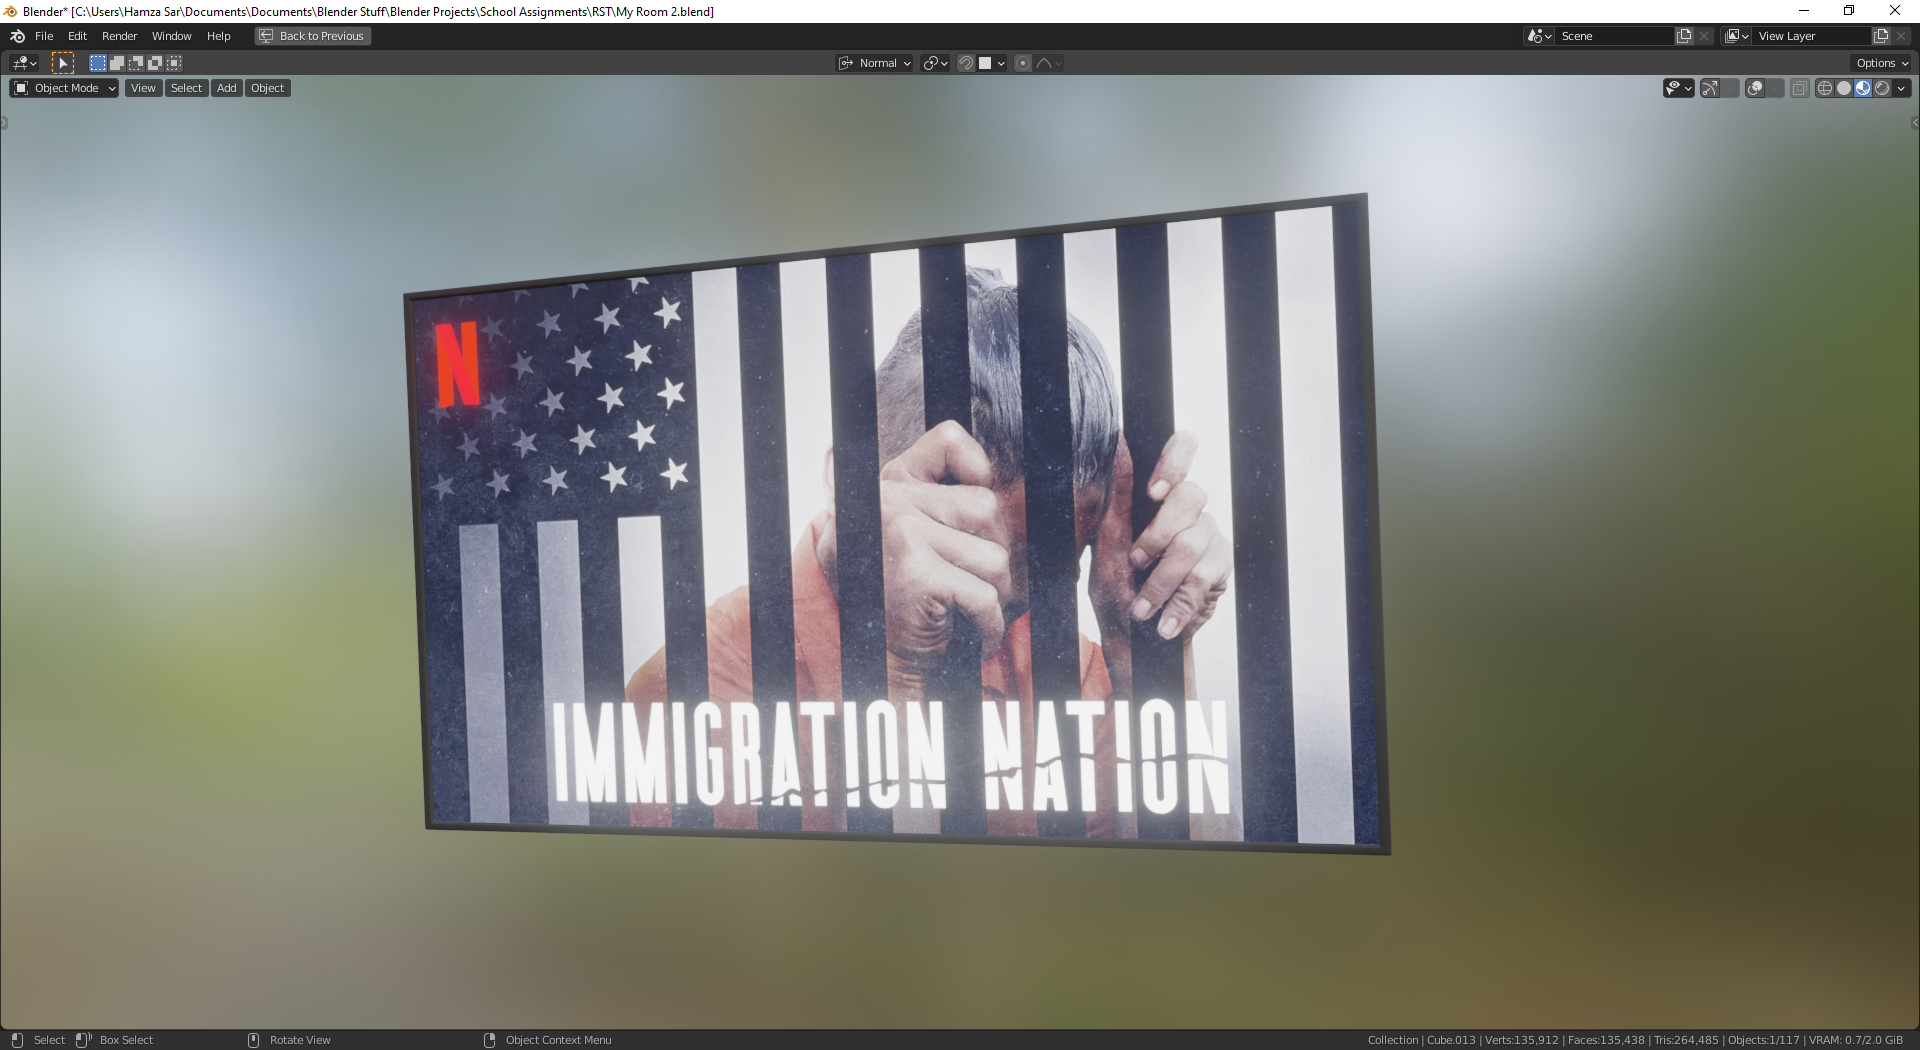 Blender* [C:\Users\Hamza Sar\Documents\Documents\Blender Stuff\Blender Projects\School Assignments\RST\My Room 2.blend]
File Edit Render Window Help Back to Previous Scene View Layer
Normal Options
Object Mode View Select Add Object
N
IMMIGRATION NATION
Select Box Select Rotate View Object Context Menu Collection | Cube.013 | Verts:135,912 | Faces:135,438 | Tris:264,485 | Objects:1/117 | VRAM: 0.7/2.0 GiB